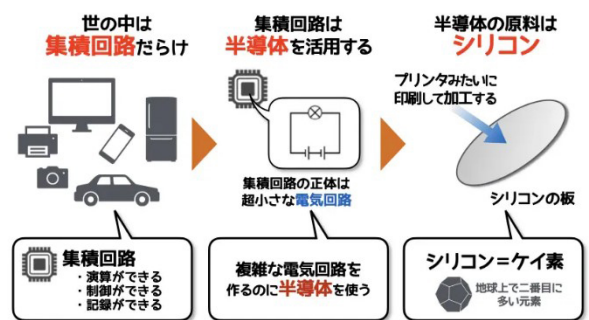 世の中は
集積回路だらけ
集積回路
・演算ができる
・制御ができる
・記録ができる
集積回路は
半導体を活用する
集積回路の正体は
超小さな電気回路
複雑な電気回路を
作るのに半導体を使う
半導体の原料は
シリコン
プリンタみたいに
印刷して加工する
シリコンの板
シリコン＝ケイ素
地球上で二番目に
多い元素